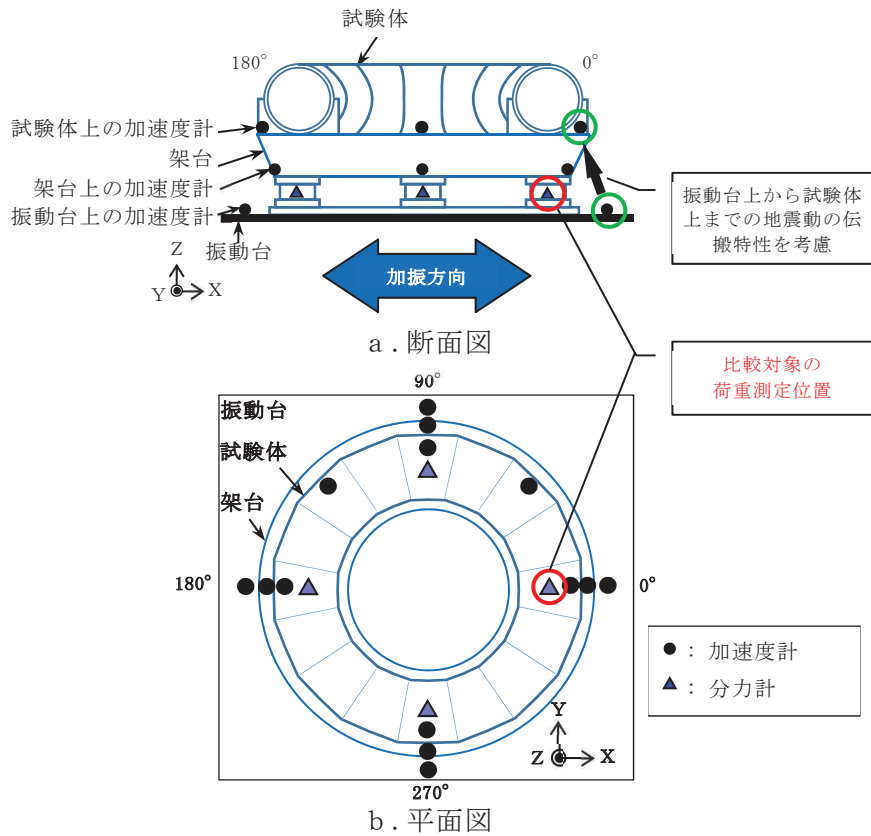 試験体
180°
0°
試験体上の加速度計
架台
架台上の加速度計
振動台上の加速度計
振動台
Z
Y
X
加振方向
振動台上から試験体
上までの地震動の伝
搬特性を考慮
a.断面図
比較対象の
荷重測定位置
90°
振動台
試験体
架台
180°
0°
●:加速度計
▲:分力計
Y
Z
X
270°
b.平面図